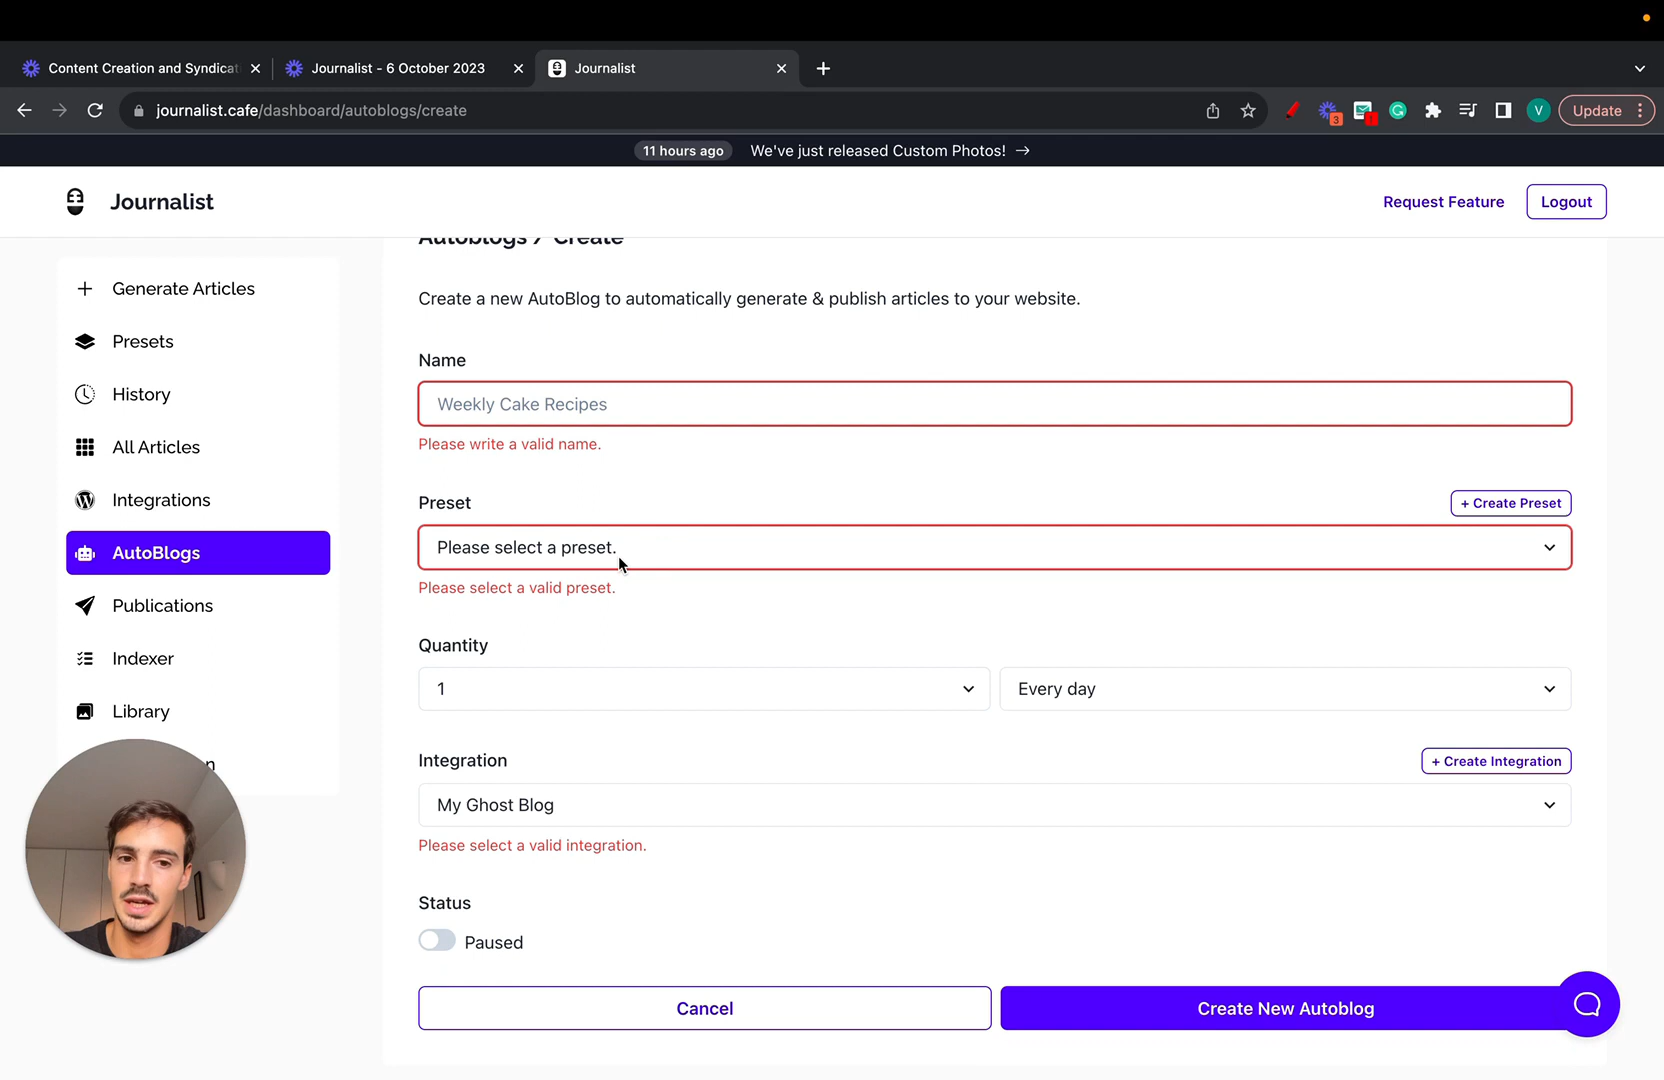 Content Creation and Syndicat
Journalist - 6 October 2023
Journalist
journalist.cafe/dashboard/autoblogs/create
3
V
Update
11 hours ago
We've just released Custom Photos! →
Journalist
Request Feature
Logout
Autoblogs / Create
Generate Articles
Presets
History
All Articles
Integrations
AutoBlogs
Publications
Indexer
Library
n
Create a new AutoBlog to automatically generate & publish articles to your website.
Name
Weekly Cake Recipes
Please write a valid name.
Preset
+ Create Preset
Please select a preset.
Please select a valid preset.
Quantity
1
Every day
Integration
+ Create Integration
My Ghost Blog
Please select a valid integration.
Status
Paused
Cancel
Create New Autoblog